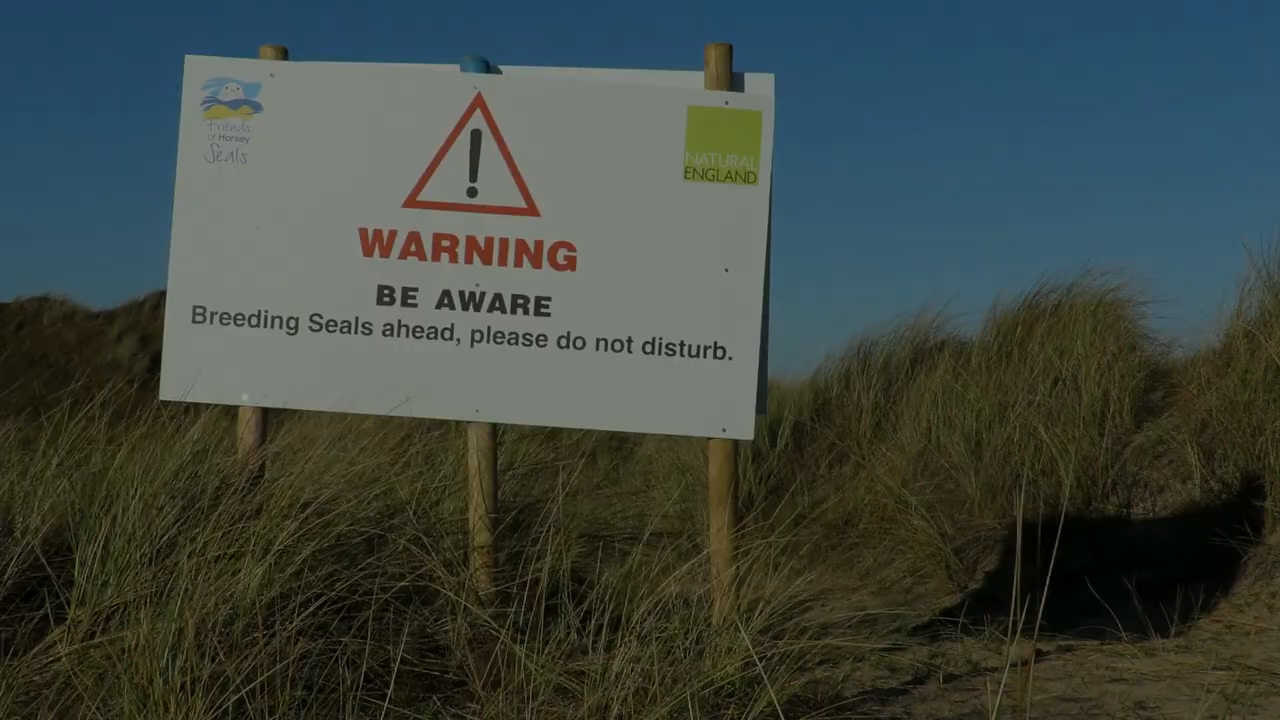 Friends
of Horsey
Seals
NATURAL
ENGLAND
WARNING
BE AWARE
Breeding Seals ahead, please do not disturb.